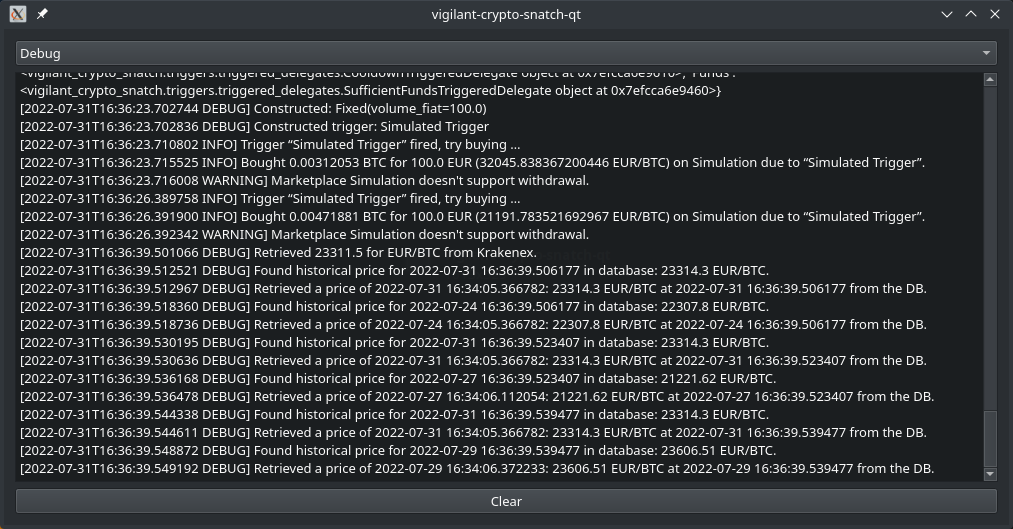 vigilant-crypto-snatch-qt
Debug
<vigilant_crypto_snatch.triggers.triggered_delegates.CooldownTriggeredDelegate object at 0x7efcca6e9610>, 'Funds':
<vigilant_crypto_snatch.triggers.triggered_delegates.SufficientFundsTriggeredDelegate object at 0x7efcca6e9460>}
[2022-07-31T16:36:23.702744 DEBUG] Constructed: Fixed(volume_fiat=100.0)
[2022-07-31T16:36:23.702836 DEBUG] Constructed trigger: Simulated Trigger
[2022-07-31T16:36:23.710802 INFO] Trigger “Simulated Trigger” fired, try buying …
[2022-07-31T16:36:23.715525 INFO] Bought 0.00312053 BTC for 100.0 EUR (32045.838367200446 EUR/BTC) on Simulation due to “Simulated Trigger”.
[2022-07-31T16:36:23.716008 WARNING] Marketplace Simulation doesn't support withdrawal.
[2022-07-31T16:36:26.389758 INFO] Trigger “Simulated Trigger” fired, try buying …
[2022-07-31T16:36:26.391900 INFO] Bought 0.00471881 BTC for 100.0 EUR (21191.783521692967 EUR/BTC) on Simulation due to “Simulated Trigger”.
[2022-07-31T16:36:26.392342 WARNING] Marketplace Simulation doesn't support withdrawal.
[2022-07-31T16:36:39.501066 DEBUG] Retrieved 23311.5 for EUR/BTC from Krakenex.
[2022-07-31T16:36:39.512521 DEBUG] Found historical price for 2022-07-31 16:36:39.506177 in database: 23314.3 EUR/BTC.
[2022-07-31T16:36:39.512967 DEBUG] Retrieved a price of 2022-07-31 16:34:05.366782: 23314.3 EUR/BTC at 2022-07-31 16:36:39.506177 from the DB.
[2022-07-31T16:36:39.518360 DEBUG] Found historical price for 2022-07-24 16:36:39.506177 in database: 22307.8 EUR/BTC.
[2022-07-31T16:36:39.518736 DEBUG] Retrieved a price of 2022-07-24 16:34:05.366782: 22307.8 EUR/BTC at 2022-07-24 16:36:39.506177 from the DB.
[2022-07-31T16:36:39.530195 DEBUG] Found historical price for 2022-07-31 16:36:39.523407 in database: 23314.3 EUR/BTC.
[2022-07-31T16:36:39.530636 DEBUG] Retrieved a price of 2022-07-31 16:34:05.366782: 23314.3 EUR/BTC at 2022-07-31 16:36:39.523407 from the DB.
[2022-07-31T16:36:39.536168 DEBUG] Found historical price for 2022-07-27 16:36:39.523407 in database: 21221.62 EUR/BTC.
[2022-07-31T16:36:39.536478 DEBUG] Retrieved a price of 2022-07-27 16:34:06.112054: 21221.62 EUR/BTC at 2022-07-27 16:36:39.523407 from the DB.
[2022-07-31T16:36:39.544338 DEBUG] Found historical price for 2022-07-31 16:36:39.539477 in database: 23314.3 EUR/BTC.
[2022-07-31T16:36:39.544611 DEBUG] Retrieved a price of 2022-07-31 16:34:05.366782: 23314.3 EUR/BTC at 2022-07-31 16:36:39.539477 from the DB.
[2022-07-31T16:36:39.548872 DEBUG] Found historical price for 2022-07-29 16:36:39.539477 in database: 23606.51 EUR/BTC.
[2022-07-31T16:36:39.549192 DEBUG] Retrieved a price of 2022-07-29 16:34:06.372233: 23606.51 EUR/BTC at 2022-07-29 16:36:39.539477 from the DB.
Clear